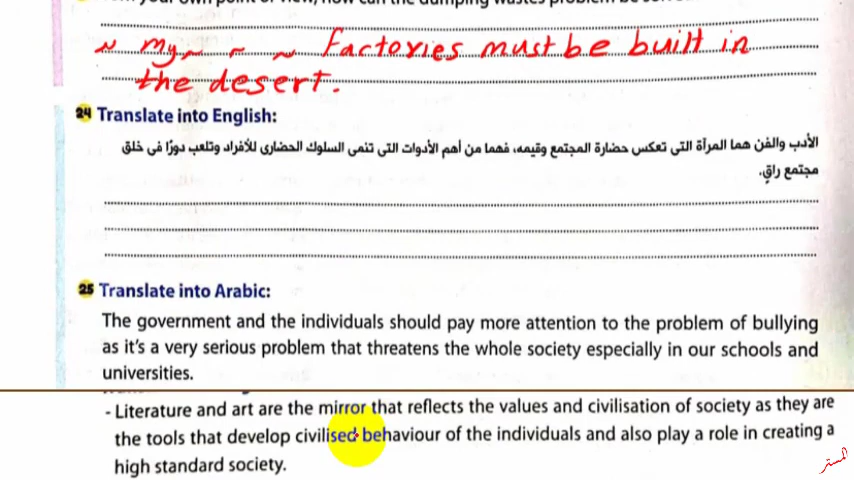 ~ my ~ ~ ~ Factories must be built in
the desert.
24 Translate into English:
الأدب والفن هما المرآة التى تعكس حضارة المجتمع وقيمه، فهما من أهم الأدوات التى تنمى السلوك الحضارى للأفراد وتلعب دورًا فى خلق
مجتمع راقٍ.
25 Translate into Arabic:
The government and the individuals should pay more attention to the problem of bullying
as it's a very serious problem that threatens the whole society especially in our schools and
universities.
- Literature and art are the mirror that reflects the values and civilisation of society as they are
the tools that develop civilised behaviour of the individuals and also play a role in creating a
high standard society.